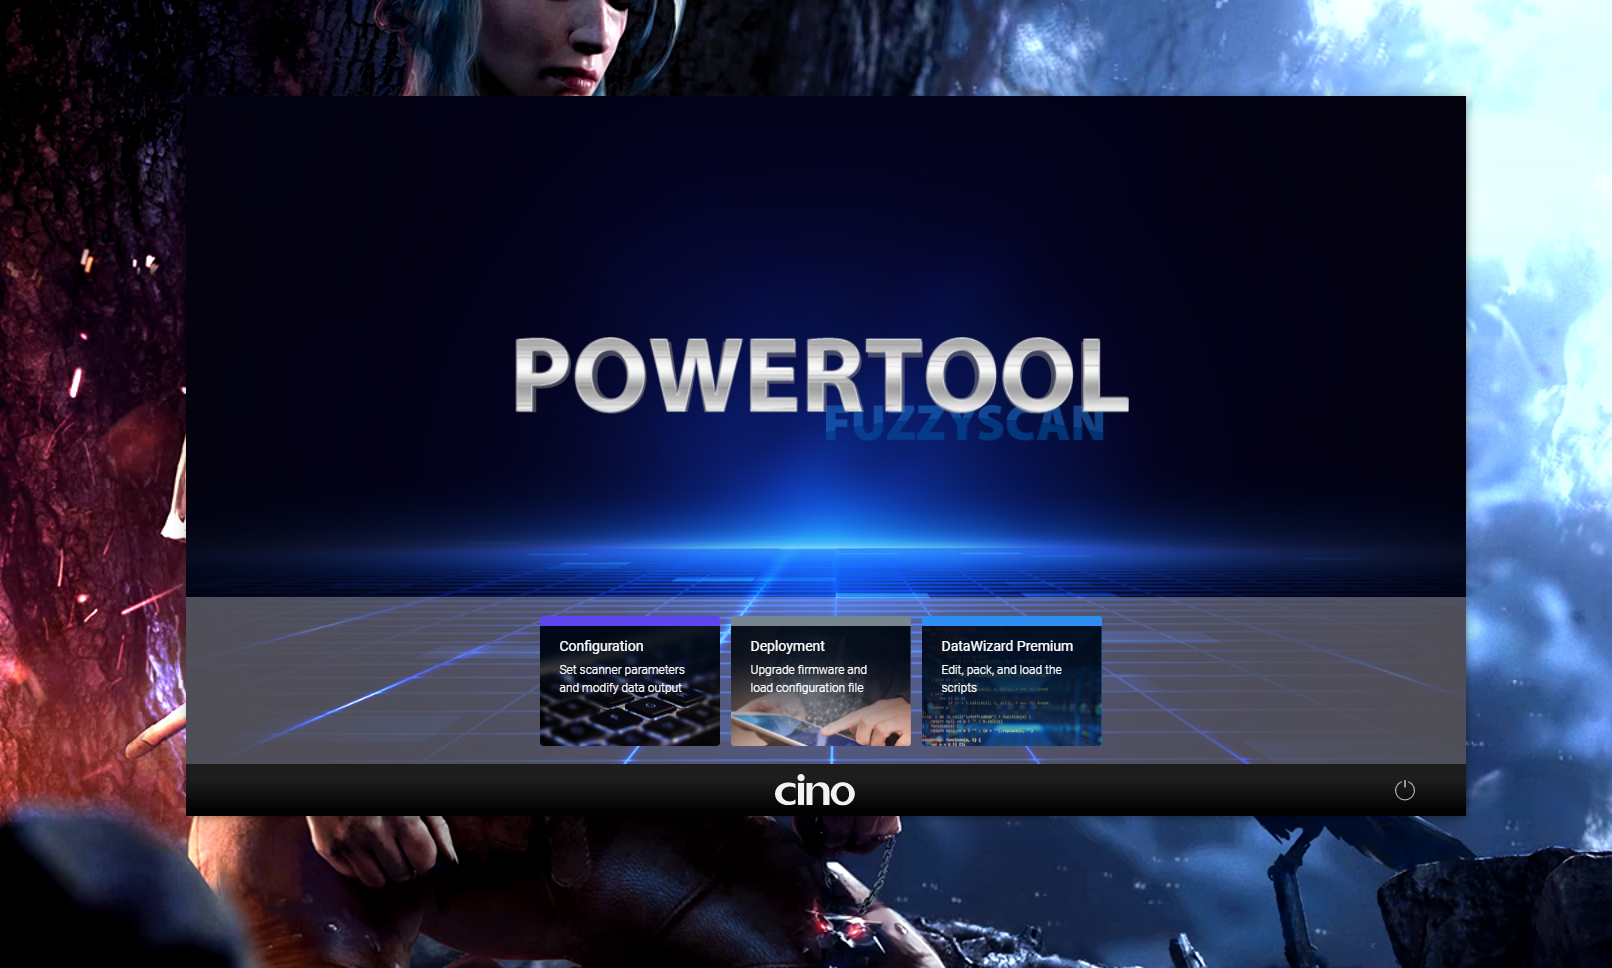 POWERTOOL
FUZZYSCAN
Configuration
Set scanner parameters
and modify data output
Deployment
Upgrade firmware and
load configuration file
DataWizard Premium
Edit, pack, and load the
scripts
cino